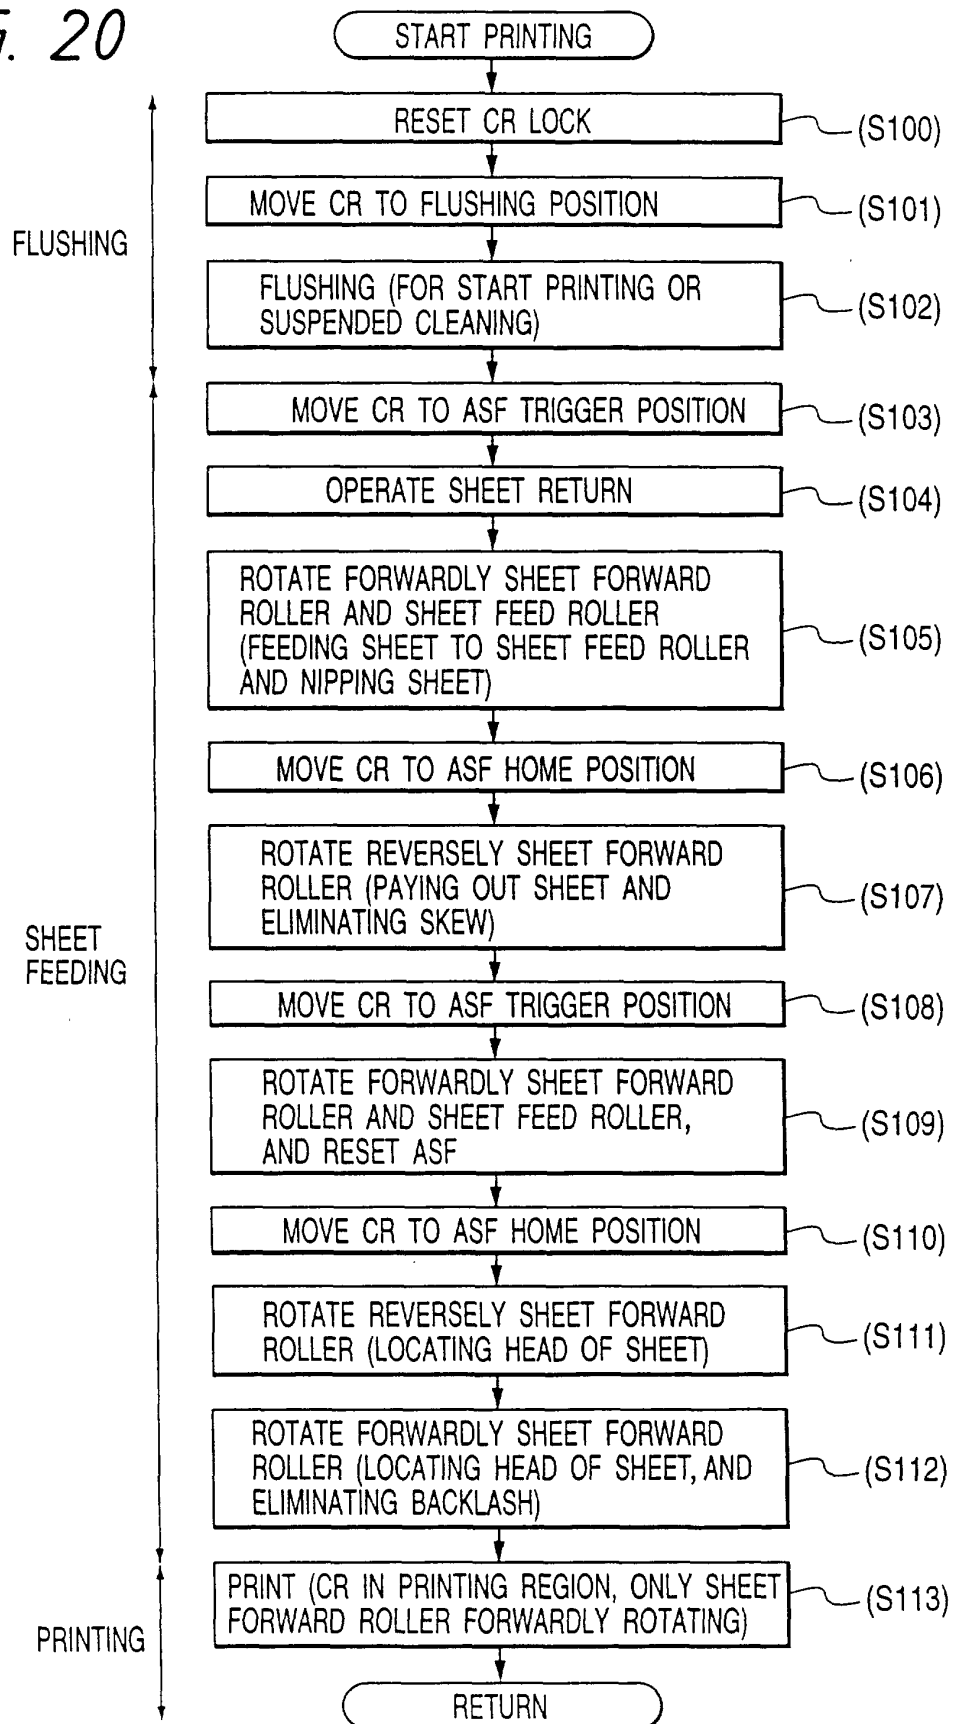 G. 20
START PRINTING
RESET CR LOCK
(S100)
MOVE CR TO FLUSHING POSITION
(S101)
FLUSHING
FLUSHING (FOR START PRINTING OR
SUSPENDED CLEANING)
(S102)
MOVE CR TO ASF TRIGGER POSITION
(S103)
OPERATE SHEET RETURN
(S104)
ROTATE FORWARDLY SHEET FORWARD
ROLLER AND SHEET FEED ROLLER
(FEEDING SHEET TO SHEET FEED ROLLER
AND NIPPING SHEET)
(S105)
MOVE CR TO ASF HOME POSITION
(S106)
ROTATE REVERSELY SHEET FORWARD
ROLLER (PAYING OUT SHEET AND
ELIMINATING SKEW)
(S107)
SHEET
FEEDING
MOVE CR TO ASF TRIGGER POSITION
(S108)
ROTATE FORWARDLY SHEET FORWARD
ROLLER AND SHEET FEED ROLLER,
AND RESET ASF
(S109)
MOVE CR TO ASF HOME POSITION
(S110)
ROTATE REVERSELY SHEET FORWARD
ROLLER (LOCATING HEAD OF SHEET)
(S111)
ROTATE FORWARDLY SHEET FORWARD
ROLLER (LOCATING HEAD OF SHEET, AND
ELIMINATING BACKLASH)
(S112)
PRINT (CR IN PRINTING REGION, ONLY SHEET
FORWARD ROLLER FORWARDLY ROTATING)
(S113)
PRINTING
RETURN